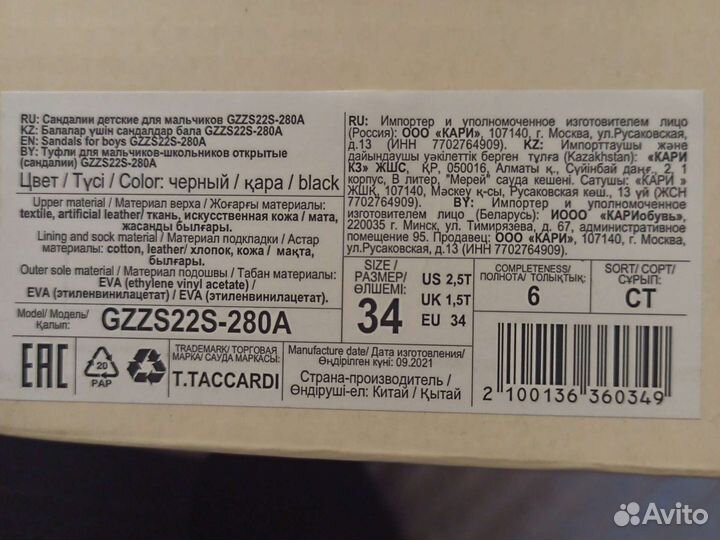 RU: Сандалии детские для мальчиков GZZS22S-280A
KZ: Балалар үшін сандалдар бала GZZS22S-280A
EN: Sandals for boys GZZS22S-280A
BY: Туфли для мальчиков-школьников открытые
(сандалии) GZZS22S-280A
Цвет / Түсі / Color: черный / қара / black
Upper material / Материал верха / Жоғарғы материалы:
textile, artificial leather/ ткань, искусственная кожа / мата,
жасанды былғары.
Lining and sock material / Материал подкладки / Астар
материалы: cotton, leather/ хлопок, кожа / мақта,
былғары.
Outer sole material / Материал подошвы / Табан материалы:
EVA (ethylene vinyl acetate) /
EVA (этиленвинилацетат) / EVA (этиленвинилацетат).
Model / Модель/
Қалып:
GZZS22S-280A
RU: Импортер и уполномоченное изготовителем лицо
(Россия): ООО «КАРИ», 107140, г. Москва, ул.Русаковская,
д.13 (ИНН 7702764909). KZ: Импорттаушы және
дайындаушы уәкілеттік берген тұлға (Kazakhstan): «КАРИ
КЗ» ЖШС, ҚР, 050016, Алматы қ., Сүйінбай даңғ., 2, 1
корпус, В литер, "Мерей" сауда кешені. Сатушы: «КАРИ »
ЖШҚ, 107140, Мәскеу қ-сы, Русаковская көш., 13 үй (ЖСН
7702764909). BY: Импортер и уполномоченное
изготовителем лицо (Беларусь): ИООО «КАРИобувь»,
220035 г. Минск, ул. Тимирязева, д. 67, административное
помещение 95. Продавец: ООО «КАРИ», 107140, г. Москва,
ул.Русаковская, д.13 (ИНН 7702764909)
SIZE /
РАЗМЕР/
ӨЛШЕМІ:
34
US 2,5T
UK 1,5T
EU 34
COMPLETENESS/
ПОЛНОТА/ ТОЛЫҚТЫҚ:
6
SORT/ СОРТ/
СҰРЫП:
СТ
EAC
20
PAP
TRADEMARK/ ТОРГОВАЯ
МАРКА/ САУДА МАРКАСЫ:
T.TACCARDI
Manufacture date/ Дата изготовления/
Өндірілген күні: 09.2021
Страна-производитель /
Өндіруші-ел: Китай / Қытай
2 100136 360349
Avito